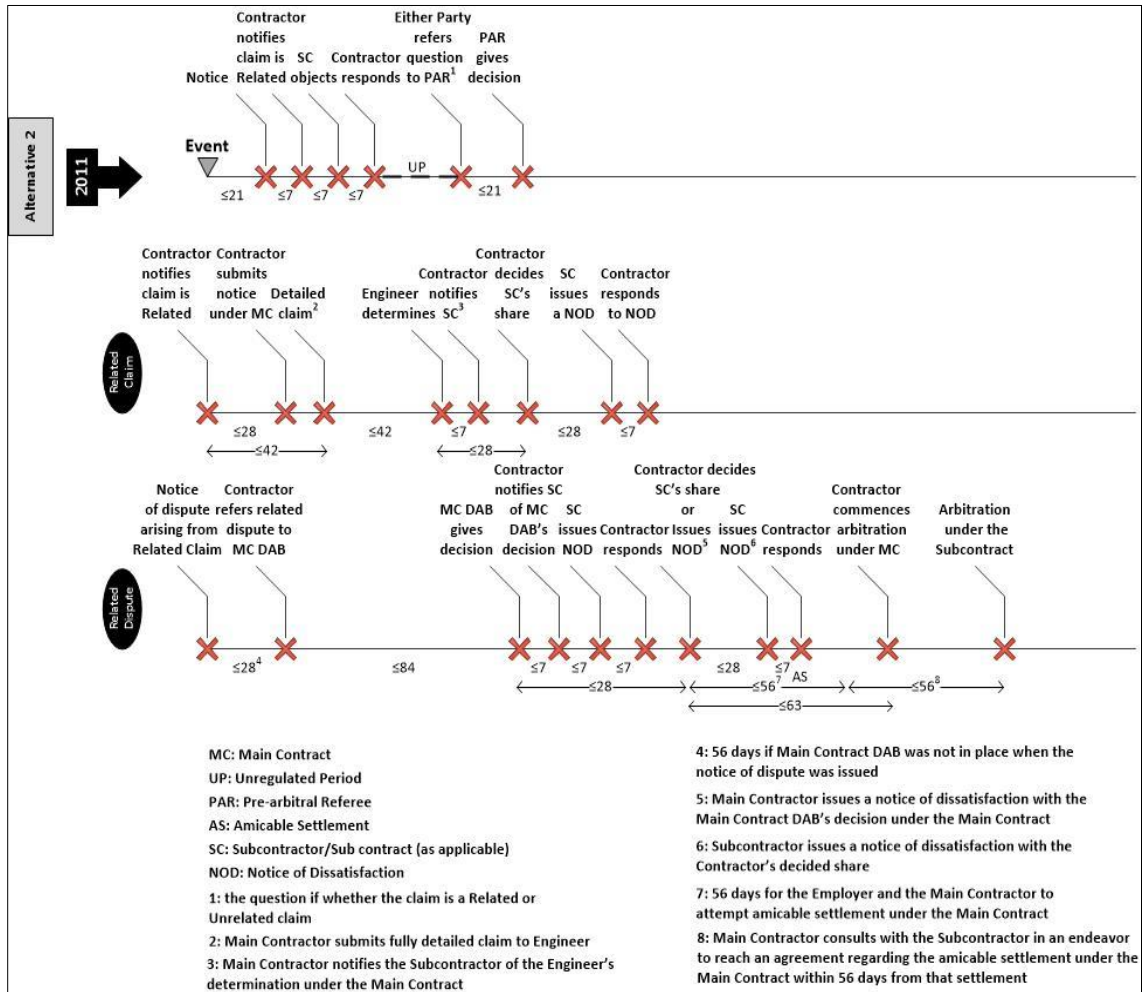 Contractor
notifies
claim is
Related
Notice
SC
objects
Contractor
responds
Either Party
refers
question
to PAR1
PAR
gives
decision
Alternative 2
2011
Event
UP
≤21
≤7
≤7
≤7
≤21
Contractor
notifies
claim is
Related
Contractor
submits
notice
under MC
Detailed
claim2
Engineer
determines
Contractor
notifies
SC3
Contractor
decides
SC's
share
SC
issues
a NOD
Contractor
responds
to NOD
Related
Claim
≤28
≤42
≤7
≤28
≤7
≤42
≤28
Notice
of dispute
arising from
Related Claim
Contractor
refers related
dispute to
MC DAB
MC DAB
gives
decision
Contractor
notifies SC
of MC
DAB's
decision
SC
issues
NOD
Contractor
responds
Contractor decides
SC's share
or
Issues
NOD5
SC
issues
NOD6
Contractor
responds
Contractor
commences
arbitration
under MC
Arbitration
under the
Subcontract
Related
Dispute
≤284
≤84
≤7
≤7
≤7
≤28
≤7
≤28
≤567
AS
≤568
≤63
MC: Main Contract
UP: Unregulated Period
PAR: Pre-arbitral Referee
AS: Amicable Settlement
SC: Subcontractor/Sub contract (as applicable)
NOD: Notice of Dissatisfaction
1: the question if whether the claim is a Related or
Unrelated claim
2: Main Contractor submits fully detailed claim to Engineer
3: Main Contractor notifies the Subcontractor of the Engineer's
determination under the Main Contract
4: 56 days if Main Contract DAB was not in place when the
notice of dispute was issued
5: Main Contractor issues a notice of dissatisfaction with the
Main Contract DAB's decision under the Main Contract
6: Subcontractor issues a notice of dissatisfaction with the
Contractor's decided share
7: 56 days for the Employer and the Main Contractor to
attempt amicable settlement under the Main Contract
8: Main Contractor consults with the Subcontractor in an endeavor
to reach an agreement regarding the amicable settlement under the
Main Contract within 56 days from that settlement